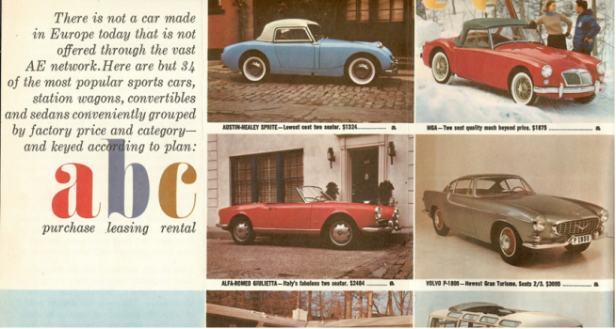 There is not a car made
in Europe today that is not
offered through the vast
AE network. Here are but 34
of the most popular sports cars,
station wagons, convertibles
and sedans conveniently grouped
by factory price and category—
and keyed according to plan:
abc
purchase leasing rental
AUSTIN-HEALEY SPRITE—Lowest cost two seater. $1324
MGA—Two seat quality much beyond price. $1875
ALFA-ROMEO GIULIETTA—Italy's fabulous two seater. $2494
VOLVO P-1800—Newest Gran Turismo. Seats 2/3.
P 1800